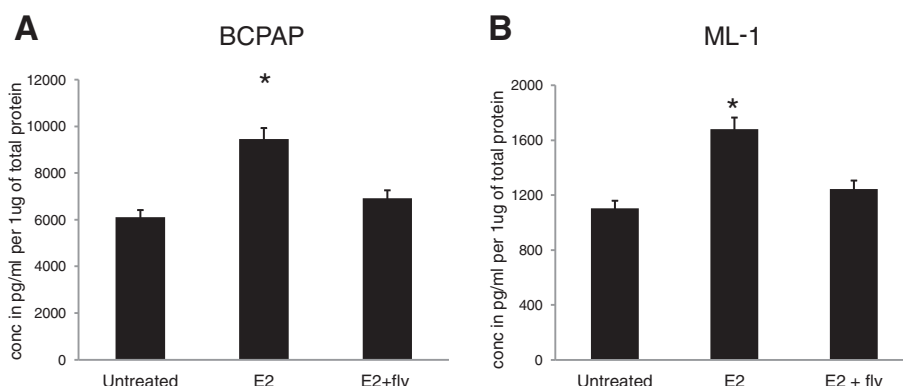 A
BCPAP
conc in pg/ml per 1ug of total protein
12000
10000
8000
6000
4000
2000
0
*
Untreated
E2
E2+flv
B
ML-1
conc in pg/ml per 1ug of total protein
2000
1600
1200
800
400
0
*
Untreated
E2
E2 + flv